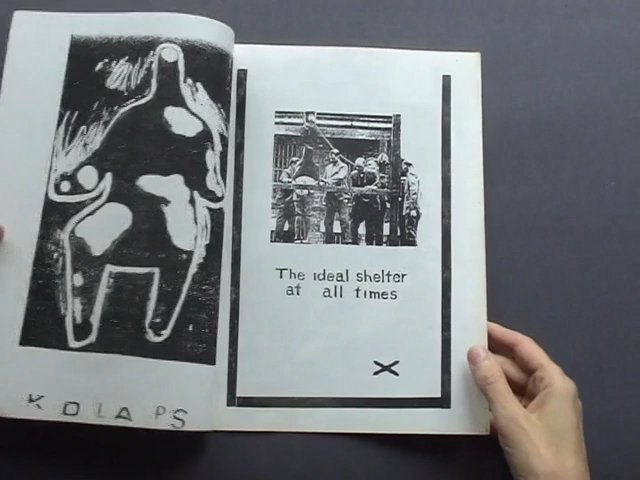 KOLAPS
The ideal shelter
at all times
X